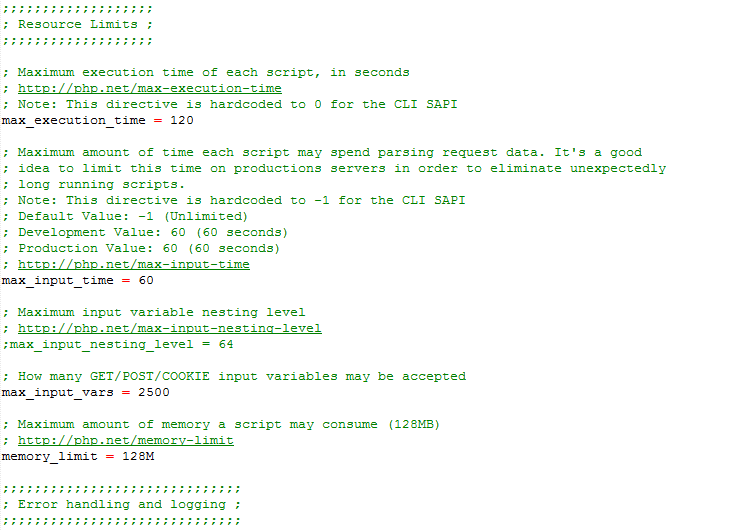 ;;;;;;;;;;;;;;;;;;;
; Resource Limits ;
;;;;;;;;;;;;;;;;;;;
; Maximum execution time of each script, in seconds
; http://php.net/max-execution-time
; Note: This directive is hardcoded to 0 for the CLI SAPI
max_execution_time = 120
; Maximum amount of time each script may spend parsing request data. It's a good
; idea to limit this time on productions servers in order to eliminate unexpectedly
; long running scripts.
; Note: This directive is hardcoded to -1 for the CLI SAPI
; Default Value: -1 (Unlimited)
; Development Value: 60 (60 seconds)
; Production Value: 60 (60 seconds)
; http://php.net/max-input-time
max_input_time = 60
; Maximum input variable nesting level
; http://php.net/max-input-nesting-level
;max_input_nesting_level = 64
; How many GET/POST/COOKIE input variables may be accepted
max_input_vars = 2500
; Maximum amount of memory a script may consume (128MB)
; http://php.net/memory-limit
memory_limit = 128M
;;;;;;;;;;;;;;;;;;;;;;;;;;;;;;
; Error handling and logging ;
;;;;;;;;;;;;;;;;;;;;;;;;;;;;;;